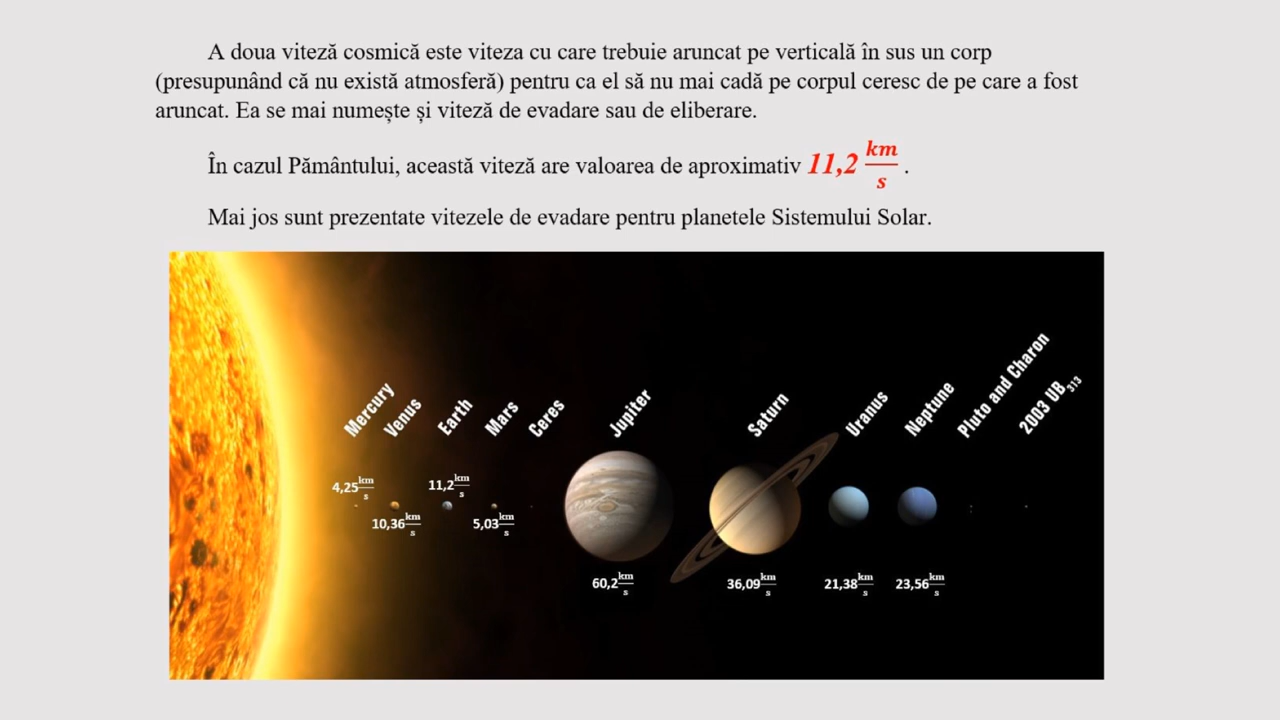 A doua viteză cosmică este viteza cu care trebuie aruncat pe verticală în sus un corp
(presupunând că nu există atmosferă) pentru ca el să nu mai cadă pe corpul ceresc de pe care a fost
aruncat. Ea se mai numește și viteză de evadare sau de eliberare.
În cazul Pământului, această viteză are valoarea de aproximativ 11,2 km/s .
Mai jos sunt prezentate vitezele de evadare pentru planetele Sistemului Solar.
Mercury
Venus
Earth
Mars
Ceres
Jupiter
Saturn
Uranus
Neptune
Pluto and Charon
2003 UB313
4,25 km/s
10,36 km/s
11,2 km/s
5,03 km/s
60,2 km/s
36,09 km/s
21,38 km/s
23,56 km/s